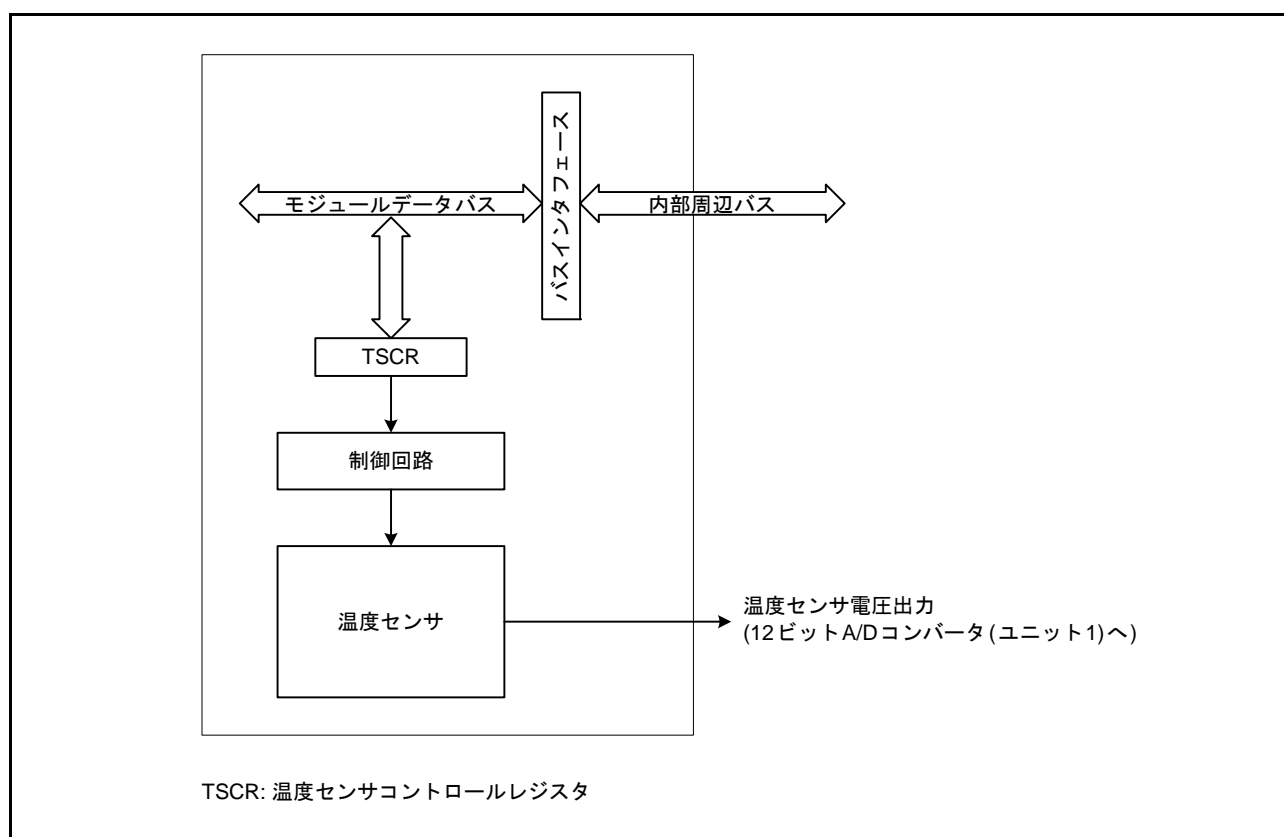 バスインタフェース
モジュールデータバス
内部周辺バス
TSCR
制御回路
温度センサ
温度センサ電圧出力
(12ビットA/Dコンバータ(ユニット1)へ)
TSCR: 温度センサコントロールレジスタ